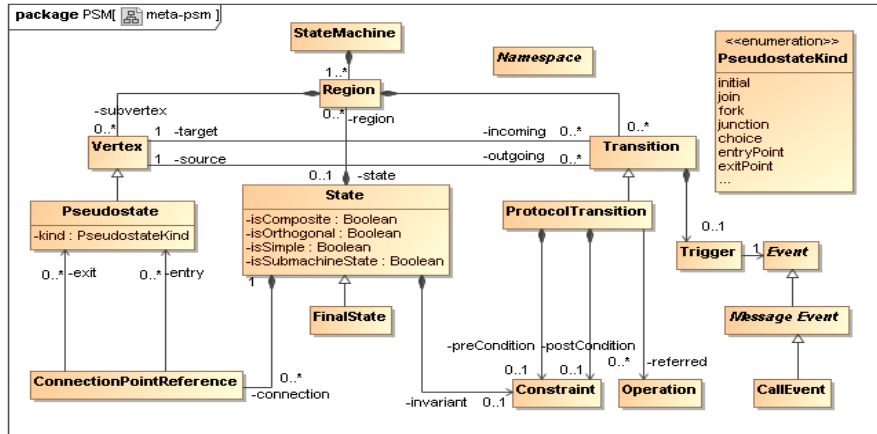 package PSM[ meta-psm ]
StateMachine
1..*
Region
Namespace
<<enumeration>>
PseudostateKind
initial
join
fork
junction
choice
entryPoint
exitPoint
...
-subvertex
0..*
0..*
-region
0..*
Vertex
1
-target
-incoming
0..*
1
-source
-outgoing
0..*
Transition
0..1
-state
State
-isComposite : Boolean
-isOrthogonal : Boolean
-isSimple : Boolean
-isSubmachineState : Boolean
Pseudostate
-kind : PseudostateKind
ProtocolTransition
0..1
Trigger
1
Event
0..*
-exit
0..*
-entry
1
FinalState
Message Event
-preCondition
-postCondition
0..1
0..1
0..*
-referred
ConnectionPointReference
0..*
-connection
-invariant
0..1
Constraint
Operation
CallEvent